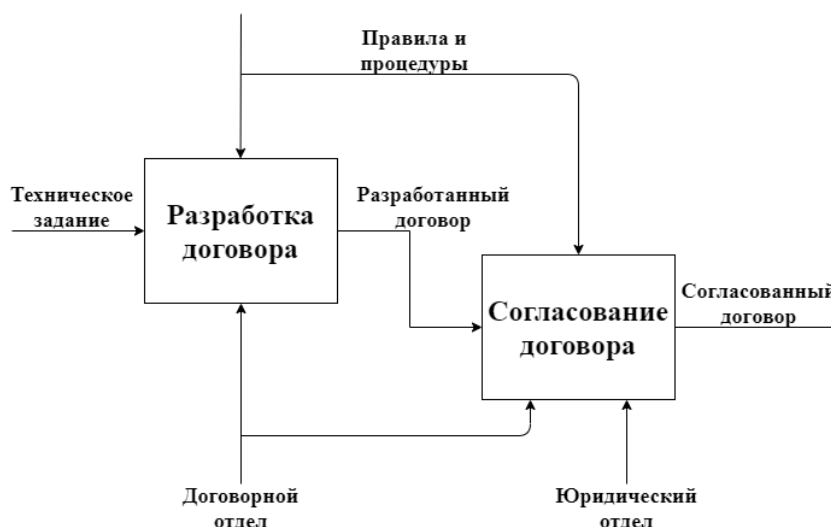 Правила и
процедуры
Техническое
задание
Разработка
договора
Разработанный
договор
Согласование
договора
Согласованный
договор
Договорной
отдел
Юридический
отдел